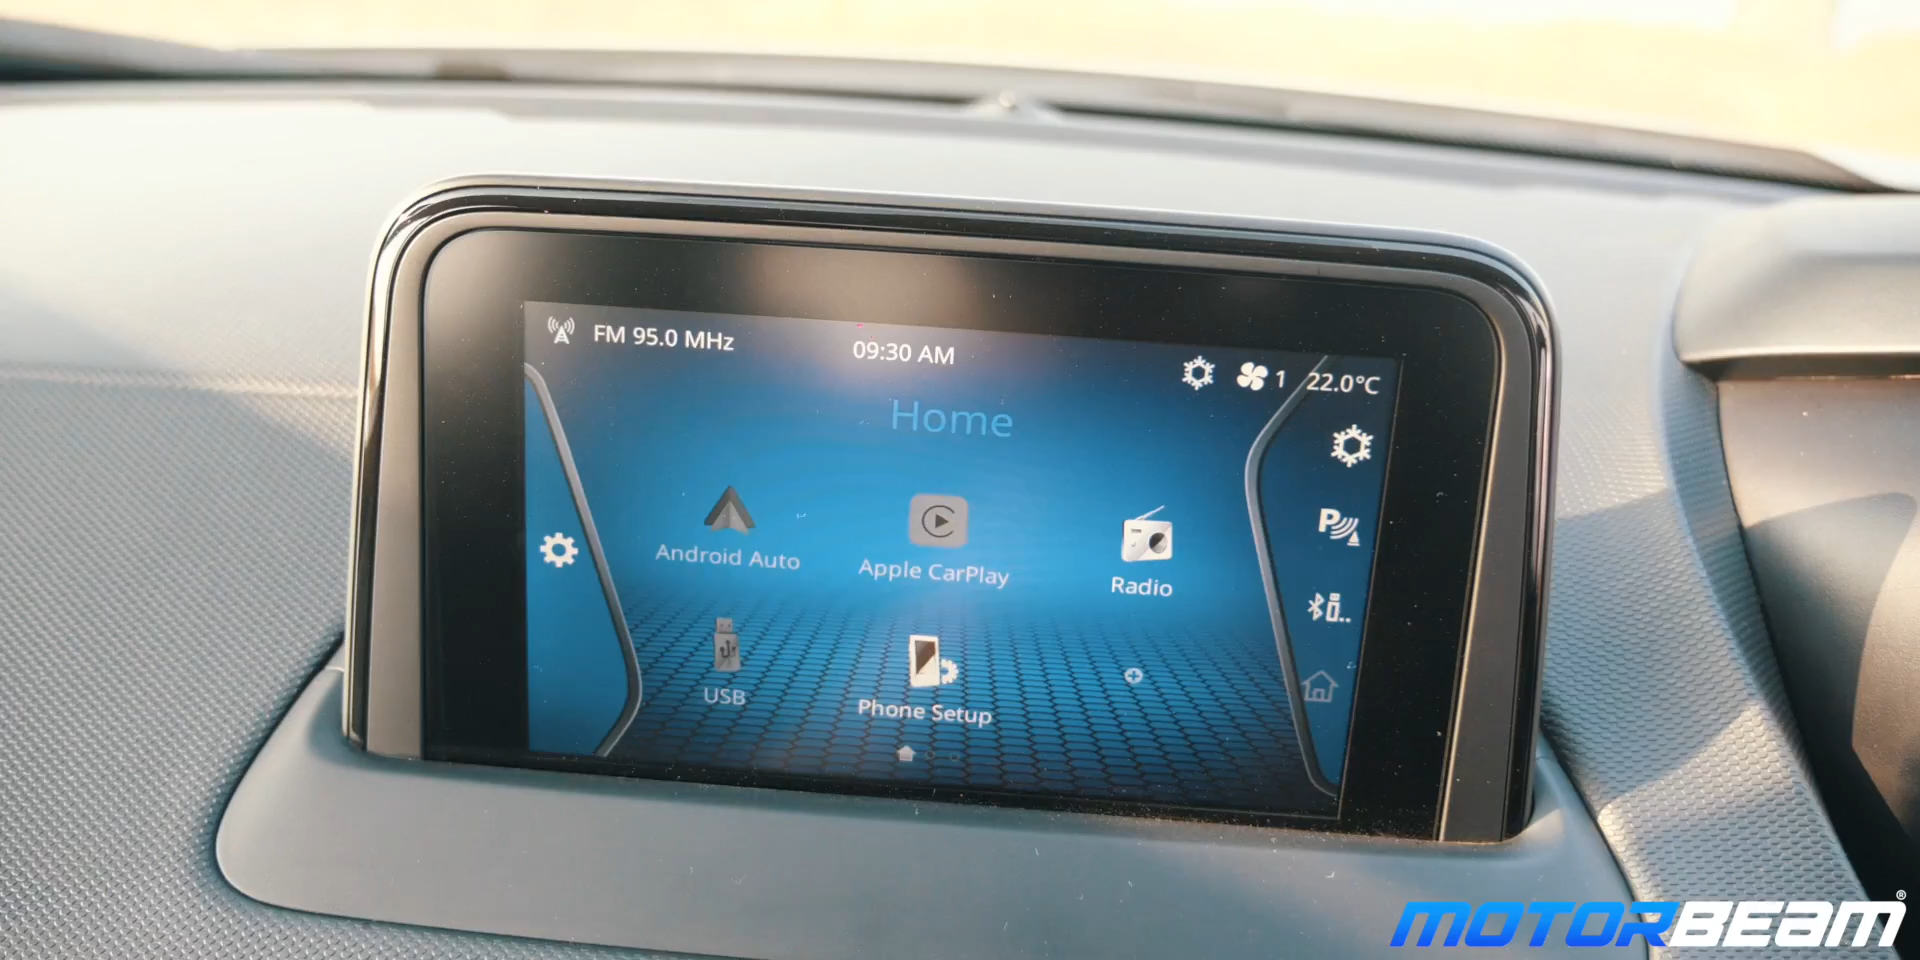 FM 95.0 MHz
09:30 AM
1
22.0°C
Home
Android Auto
Apple CarPlay
Radio
USB
Phone Setup
P
MOTORBEAM®